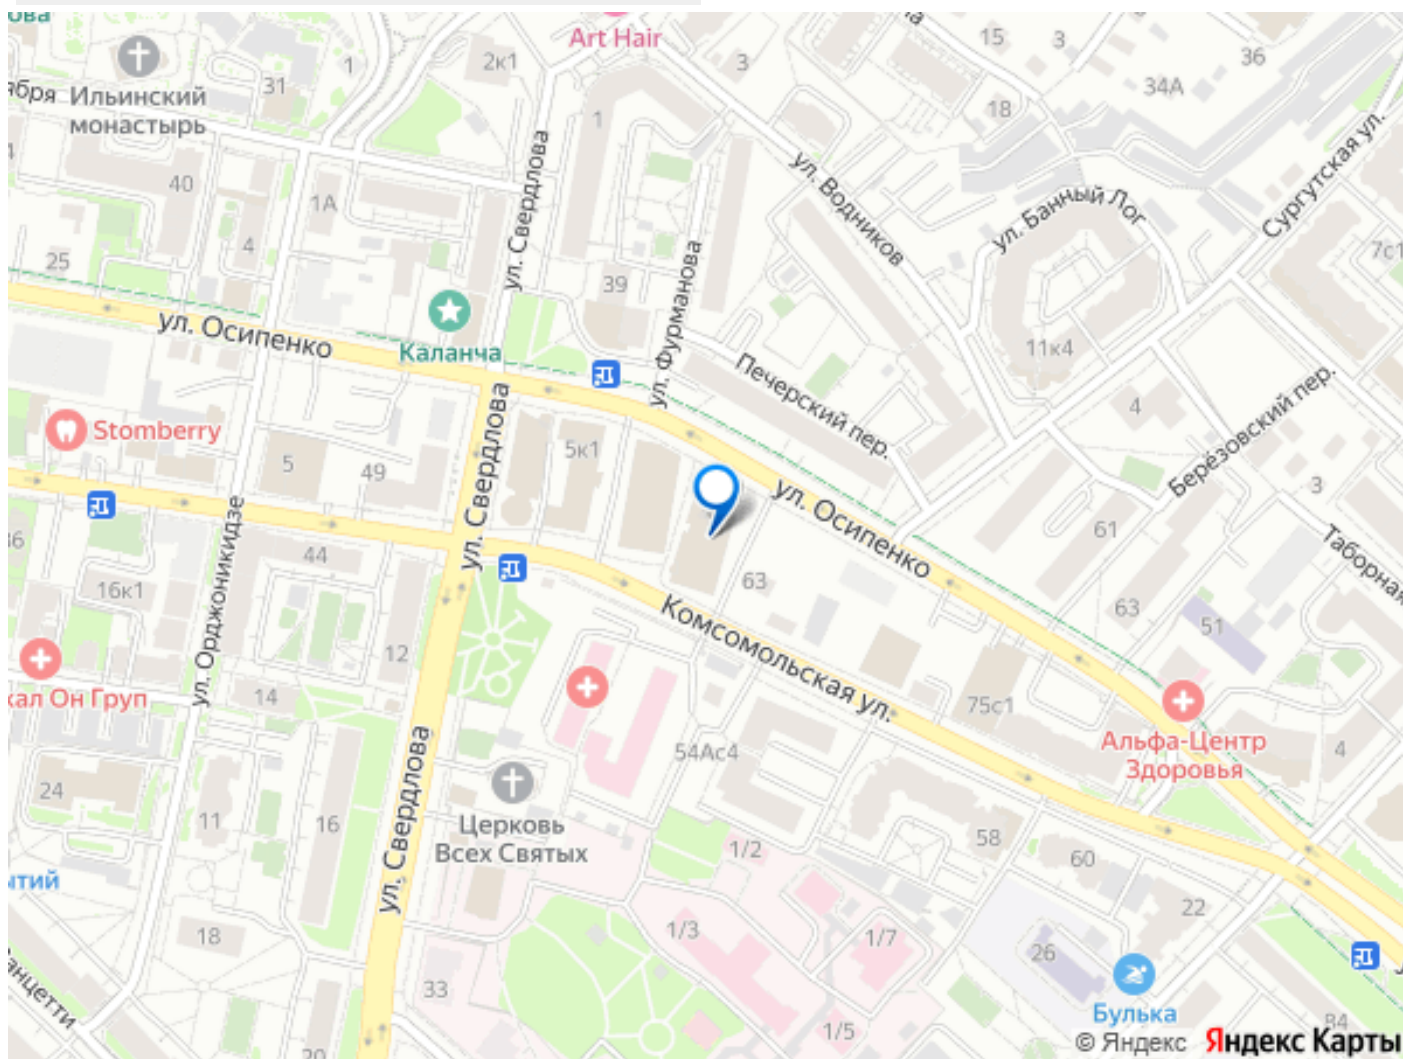 Art Hair
2к1
3
15
3
36
34А
18
1
31
1
Ильинский
монастырь
40
1А
4
25
ул. Свердлова
ул. Водников
ул. Банный Лог
Сургутская ул.
7с1
39
ул. Фурманова
ул. Осипенко
Каланча
Печерский пер.
11к4
4
Берёзовский пер.
Stomberry
5
49
5к1
ул. Свердлова
ул. Осипенко
61
3
63
51
44
16к1
ул. Орджоникидзе
63
Комсомольская ул.
12
14
75с1
54Ас4
Альфа-Центр
Здоровья
4
24
11
16
ул. Свердлова
Церковь
Всех Святых
1/2
58
60
22
18
1/3
1/7
26
33
1/5
Булька
84
20
© Яндекс Яндекс Карты